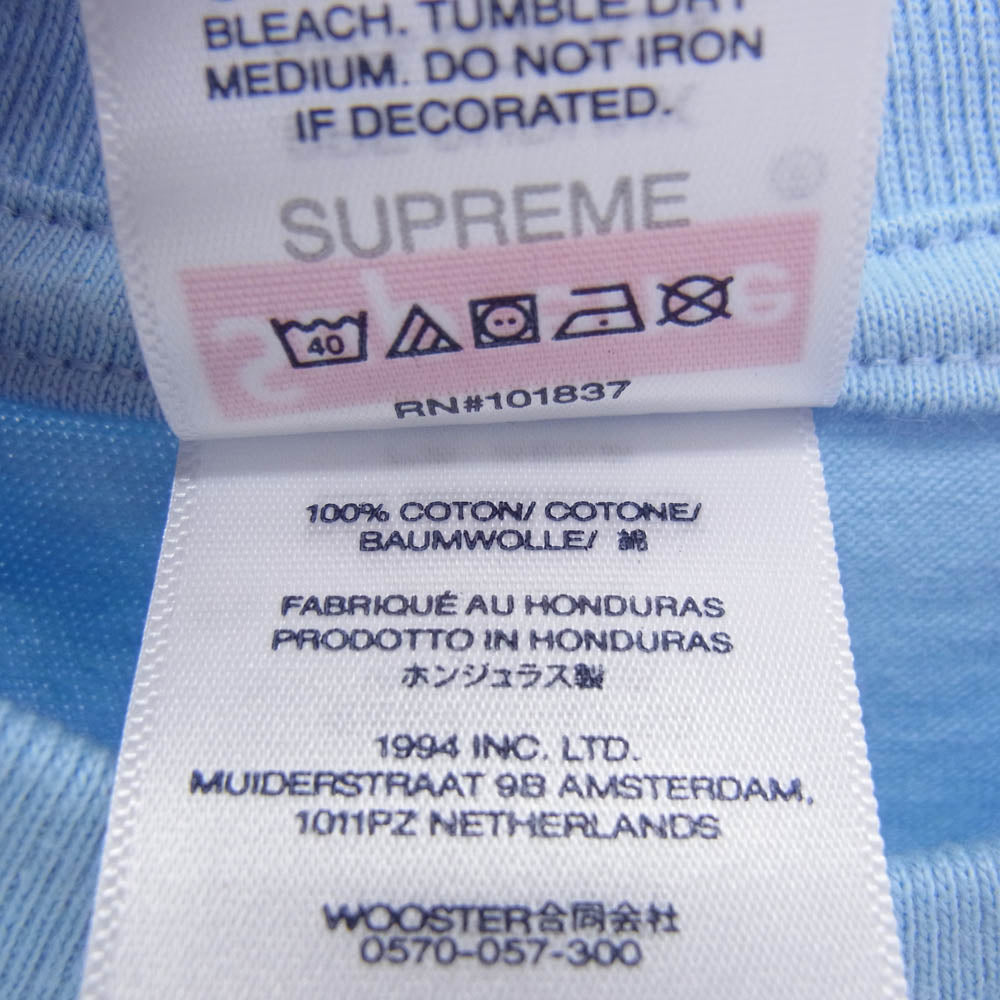 BLEACH. TUMBLE DRY
MEDIUM. DO NOT IRON
IF DECORATED.
SUPREME
40
RN#101837
100% COTON/ COTONE/
BAUMWOLLE/ 綿
FABRIQUÉ AU HONDURAS
PRODOTTO IN HONDURAS
ホンジュラス製
1994 INC. LTD.
MUIDERSTRAAT 9B AMSTERDAM,
1011PZ NETHERLANDS
WOOSTER合同会社
0570-057-300